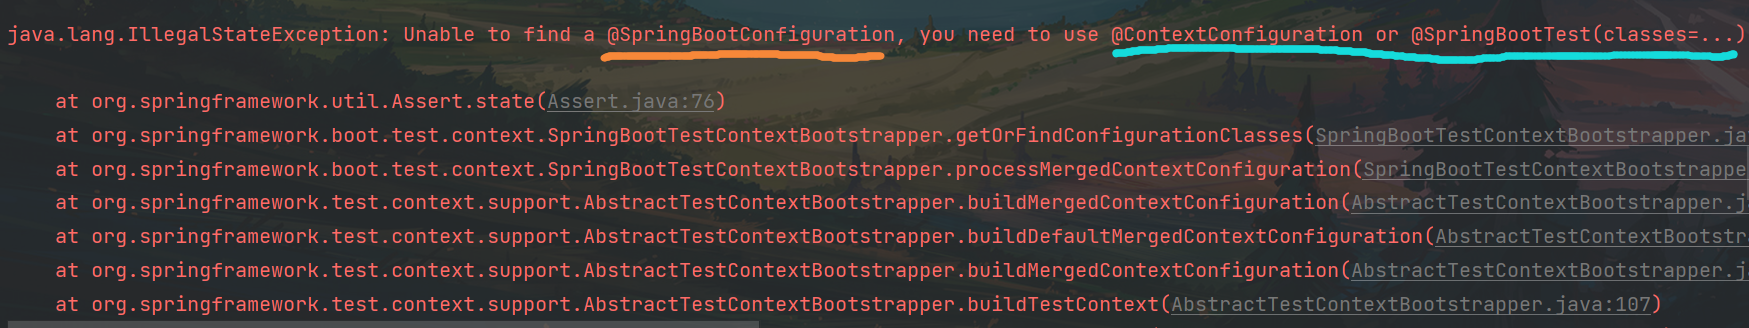 java.lang.IllegalStateException: Unable to find a @SpringBootConfiguration, you need to use @ContextConfiguration or @SpringBootTest(classes=...)
at org.springframework.util.Assert.state(Assert.java:76)
at org.springframework.boot.test.context.SpringBootTestContextBootstrapper.getOrFindConfigurationClasses(SpringBootTestContextBootstrapper.ja
at org.springframework.boot.test.context.SpringBootTestContextBootstrapper.processMergedContextConfiguration(SpringBootTestContextBootstrappe
at org.springframework.test.context.support.AbstractTestContextBootstrapper.buildMergedContextConfiguration(AbstractTestContextBootstrapper.j
at org.springframework.test.context.support.AbstractTestContextBootstrapper.buildDefaultMergedContextConfiguration(AbstractTestContextBootstr
at org.springframework.test.context.support.AbstractTestContextBootstrapper.buildMergedContextConfiguration(AbstractTestContextBootstrapper.j
at org.springframework.test.context.support.AbstractTestContextBootstrapper.buildTestContext(AbstractTestContextBootstrapper.java:107)